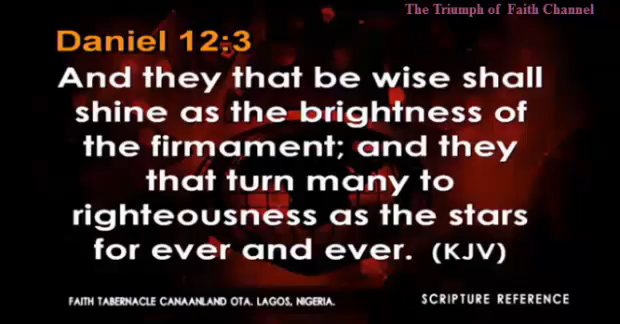 The Triumph of Faith Channel
Daniel 12:3
And they that be wise shall
shine as the brightness of
the firmament; and they
that turn many to
righteousness as the stars
for ever and ever. (KJV)
FAITH TABERNACLE CANAANLAND OTA. LAGOS, NIGERIA.
SCRIPTURE REFERENCE